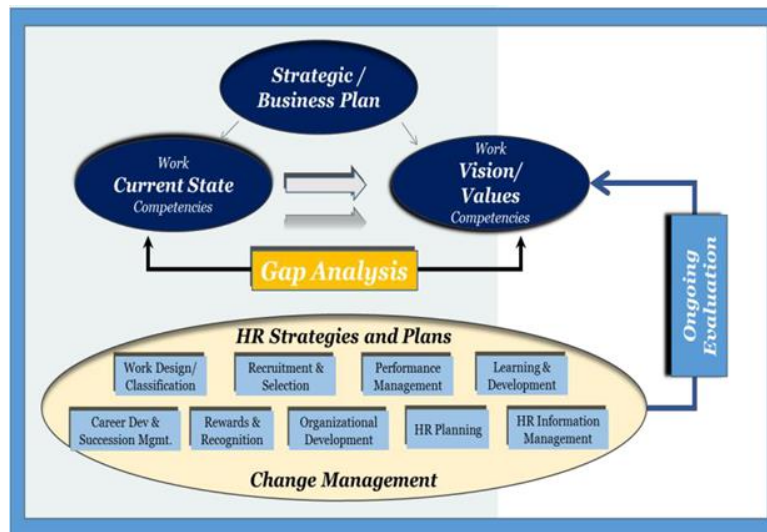 Strategic /
Business Plan
Work
Current State
Competencies
Work
Vision/
Values
Competencies
Gap Analysis
Ongoing
Evaluation
HR Strategies and Plans
Work Design/
Classification
Recruitment &
Selection
Performance
Management
Learning &
Development
Career Dev &
Succession Mgmt.
Rewards &
Recognition
Organizational
Development
HR Planning
HR Information
Management
Change Management